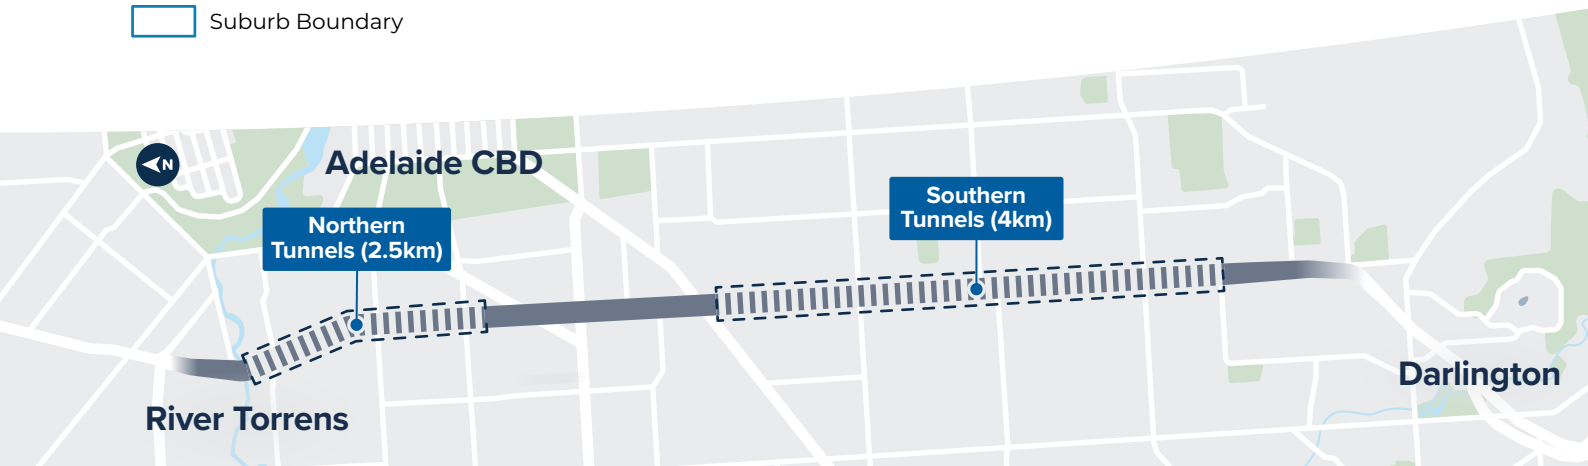 Suburb Boundary
N
Adelaide CBD
Northern
Tunnels (2.5km)
Southern
Tunnels (4km)
River Torrens
Darlington